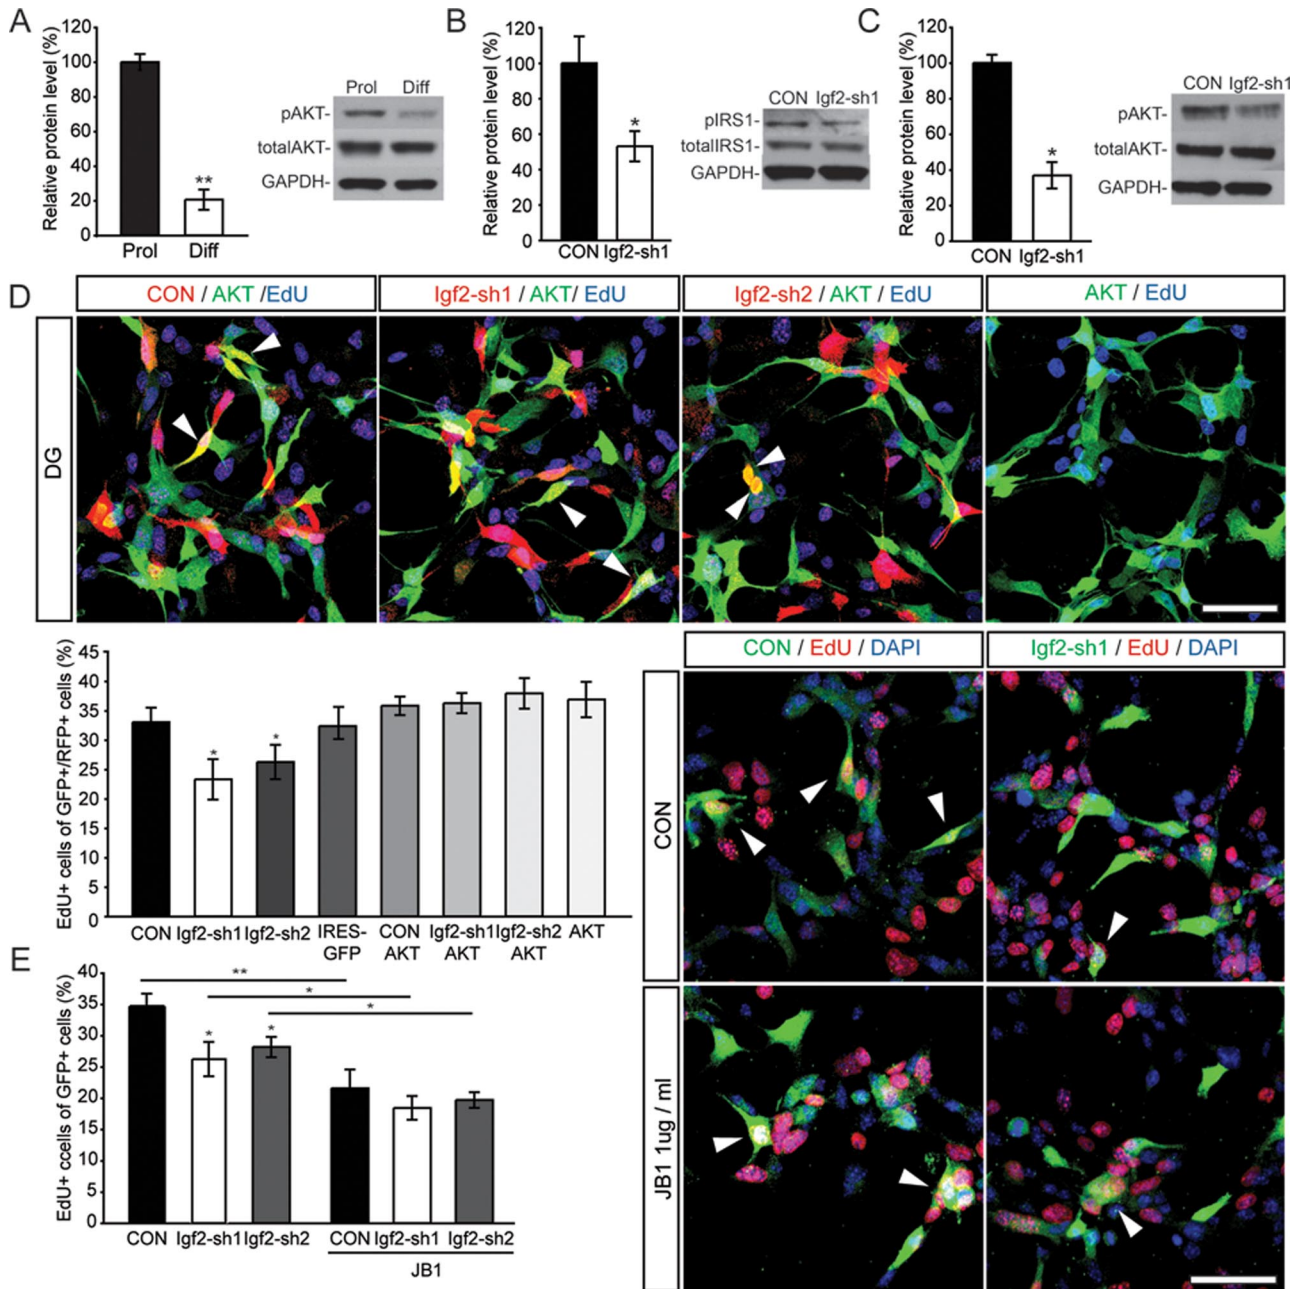 A
Relative protein level (%)
120
100
80
60
40
20
0
**
Prol
Diff
Prol Diff
pAKT-
totalAKT-
GAPDH-
B
Relative protein level (%)
120
100
80
60
40
20
0
*
CON Igf2-sh1
CON Igf2-sh1
pIRS1-
totalIRS1-
GAPDH-
C
Relative protein level (%)
120
100
80
60
40
20
0
*
CON Igf2-sh1
CON Igf2-sh1
pAKT-
totalAKT-
GAPDH-
D
CON / AKT /EdU
Igf2-sh1 / AKT/ EdU
Igf2-sh2 / AKT / EdU
AKT / EdU
DG
EdU+ cells of GFP+/RFP+ cells (%)
45
40
35
30
25
20
15
10
5
0
*
*
CON
Igf2-sh1
Igf2-sh2
IRES-
GFP
CON
AKT
Igf2-sh1
AKT
Igf2-sh2
AKT
AKT
E
EdU+ ccells of GFP+ cells (%)
40
35
30
25
20
15
10
5
0
**
*
*
*
*
CON Igf2-sh1 Igf2-sh2
CON Igf2-sh1 Igf2-sh2
JB1
CON / EdU / DAPI
Igf2-sh1 / EdU / DAPI
CON
JB1 1ug / ml